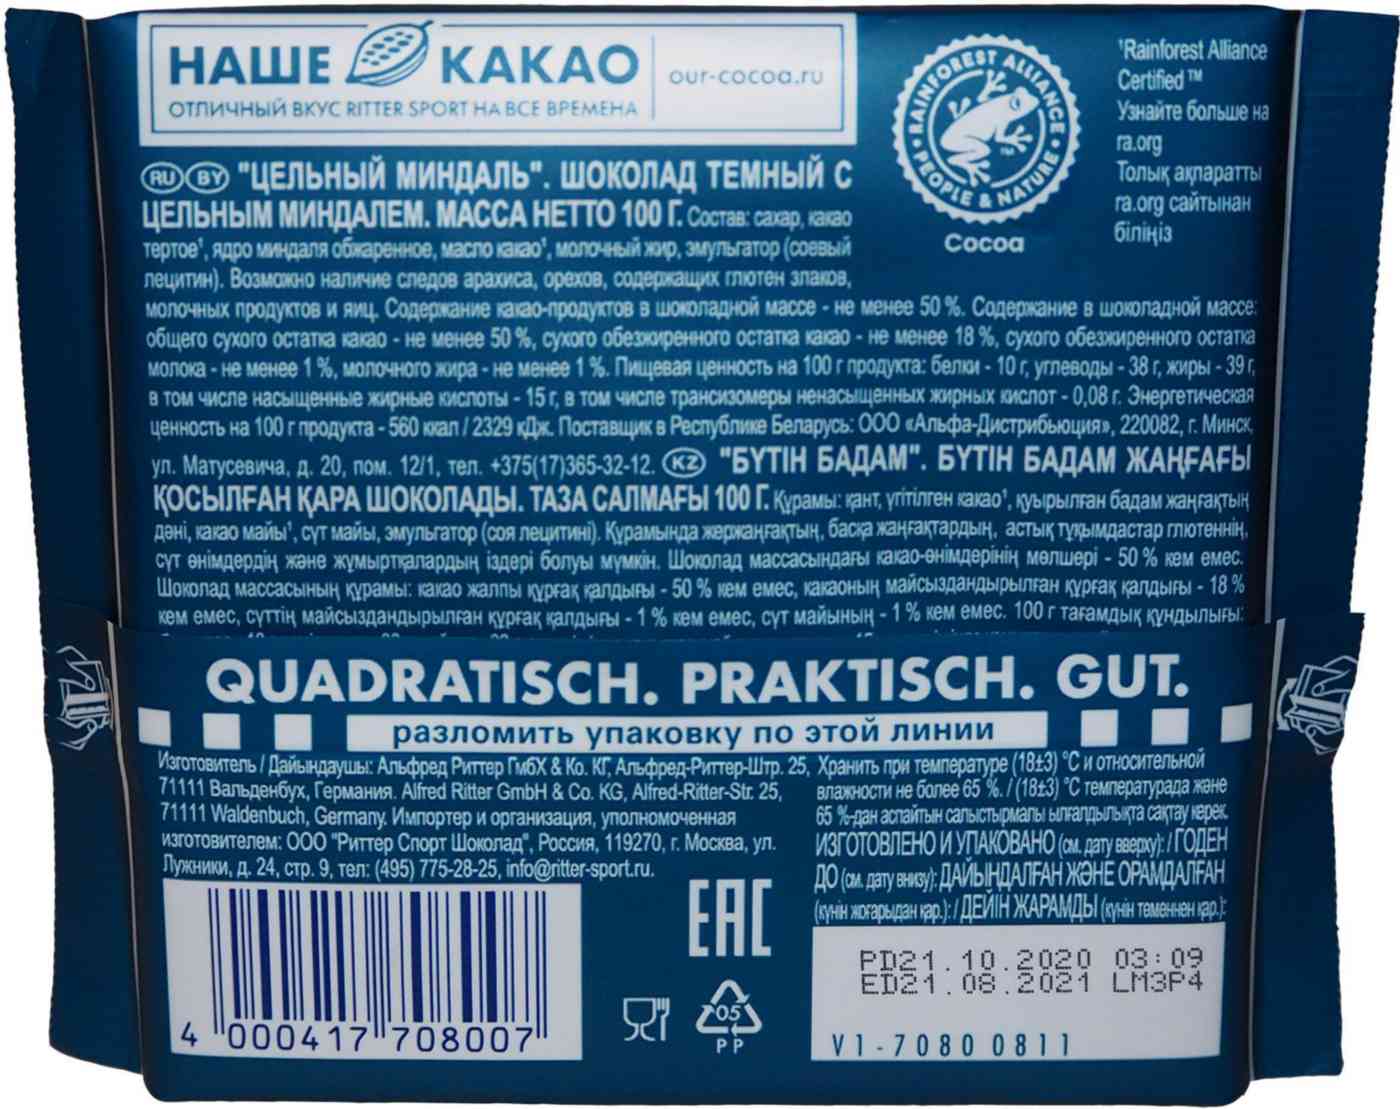 НАШЕ КАКАО
ОТЛИЧНЫЙ ВКУС RITTER SPORT НА ВСЕ ВРЕМЕНА
our-cocoa.ru
RAINFOREST ALLIANCE
PEOPLE & NATURE
TM
Cocoa
¹Rainforest Alliance
Certified™
Узнайте больше на
ra.org
Толық ақпаратты
ra.org сайтынан
біліңіз
RU BY "ЦЕЛЬНЫЙ МИНДАЛЬ". ШОКОЛАД ТЕМНЫЙ С
ЦЕЛЬНЫМ МИНДАЛЕМ. МАССА НЕТТО 100 Г. Состав: сахар, какао
тертое¹, ядро миндаля обжаренное, масло какао¹, молочный жир, эмульгатор (соевый
лецитин). Возможно наличие следов арахиса, орехов, содержащих глютен злаков,
молочных продуктов и яиц. Содержание какао-продуктов в шоколадной массе - не менее 50 %. Содержание в шоколадной массе:
общего сухого остатка какао - не менее 50 %, сухого обезжиренного остатка какао - не менее 18 %, сухого обезжиренного остатка
молока - не менее 1 %, молочного жира - не менее 1 %. Пищевая ценность на 100 г продукта: белки - 10 г, углеводы - 38 г, жиры - 39 г,
в том числе насыщенные жирные кислоты - 15 г, в том числе трансизомеры ненасыщенных жирных кислот - 0,08 г. Энергетическая
ценность на 100 г продукта - 560 ккал / 2329 кДж. Поставщик в Республике Беларусь: ООО «Альфа-Дистрибьюция», 220082, г. Минск,
ул. Матусевича, д. 20, пом. 12/1, тел. +375(17)365-32-12. KZ "БҮТІН БАДАМ". БҮТІН БАДАМ ЖАҢҒАҒЫ
ҚОСЫЛҒАН ҚАРА ШОКОЛАДЫ. ТАЗА САЛМАҒЫ 100 Г. Құрамы: қант, үгітілген какао¹, қуырылған бадам жаңғақтың
дәні, какао майы¹, сүт майы, эмульгатор (соя лецитині). Құрамында жержаңғақтың, басқа жаңғақтардың, астық тұқымдастар глютеннің,
сүт өнімдердің және жұмыртқалардың іздері болуы мүмкін. Шоколад массасындағы какао-өнімдерінің мөлшері - 50 % кем емес.
Шоколад массасының құрамы: какао жалпы құрғақ қалдығы - 50 % кем емес, какаоның майсыздандырылған құрғақ қалдығы - 18 %
кем емес, сүттің майсыздандырылған құрғақ қалдығы - 1 % кем емес, сүт майының - 1 % кем емес. 100 г тағамдық құндылығы:
QUADRATISCH. PRAKTISCH. GUT.
разломить упаковку по этой линии
Изготовитель / Дайындаушы: Альфред Риттер ГмбХ & Ко. КГ, Альфред-Риттер-Штр. 25,
71111 Вальденбух, Германия. Alfred Ritter GmbH & Co. KG, Alfred-Ritter-Str. 25,
71111 Waldenbuch, Germany. Импортер и организация, уполномоченная
изготовителем: ООО "Риттер Спорт Шоколад", Россия, 119270, г. Москва, ул.
Лужники, д. 24, стр. 9, тел: (495) 775-28-25, info@ritter-sport.ru.
Хранить при температуре (18±3) °С и относительной
влажности не более 65 %. / (18±3) °С температурада және
65 %-дан аспайтын салыстырмалы ылғалдылықта сақтау керек.
ИЗГОТОВЛЕНО И УПАКОВАНО (см. дату вверху): / ГОДЕН
ДО (см. дату внизу): ДАЙЫНДАЛҒАН ЖӘНЕ ОРАМДАЛҒАН
(күнін жоғарыдан қар.): / ДЕЙІН ЖАРАМДЫ (күнін төменнен қар.):
EAC
4 000417 708007
05
PP
PD21.10.2020 03:09
ED21.08.2021 LM3P4
V1-7080 0811